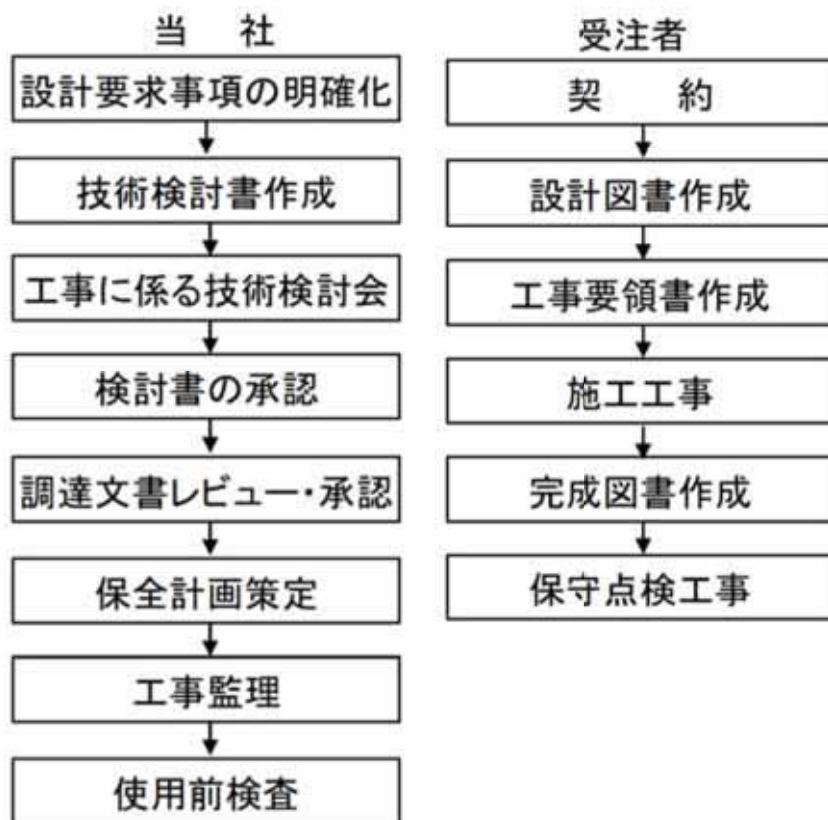 当 社
設計要求事項の明確化
技術検討書作成
工事に係る技術検討会
検討書の承認
調達文書レビュー・承認
保全計画策定
工事監理
使用前検査
受注者
契 約
設計図書作成
工事要領書作成
施工工事
完成図書作成
保守点検工事